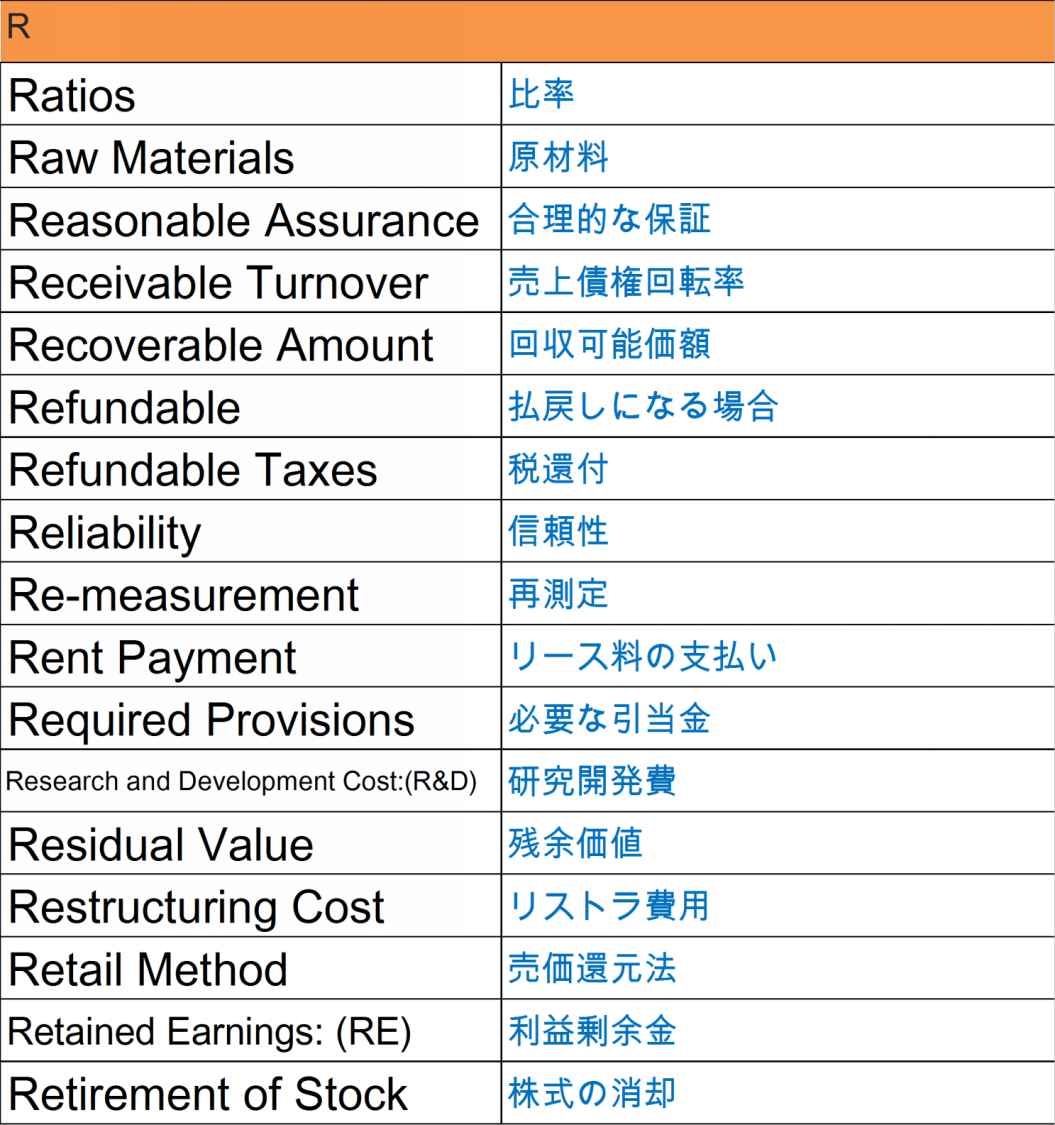 R
Ratios 比率
Raw Materials 原材料
Reasonable Assurance 合理的な保証
Receivable Turnover 売上債権回転率
Recoverable Amount 回収可能価額
Refundable 払戻しになる場合
Refundable Taxes 税還付
Reliability 信頼性
Re-measurement 再測定
Rent Payment リース料の支払い
Required Provisions 必要な引当金
Research and Development Cost:(R&D) 研究開発費
Residual Value 残余価値
Restructuring Cost リストラ費用
Retail Method 売価還元法
Retained Earnings: (RE) 利益剰余金
Retirement of Stock 株式の消却